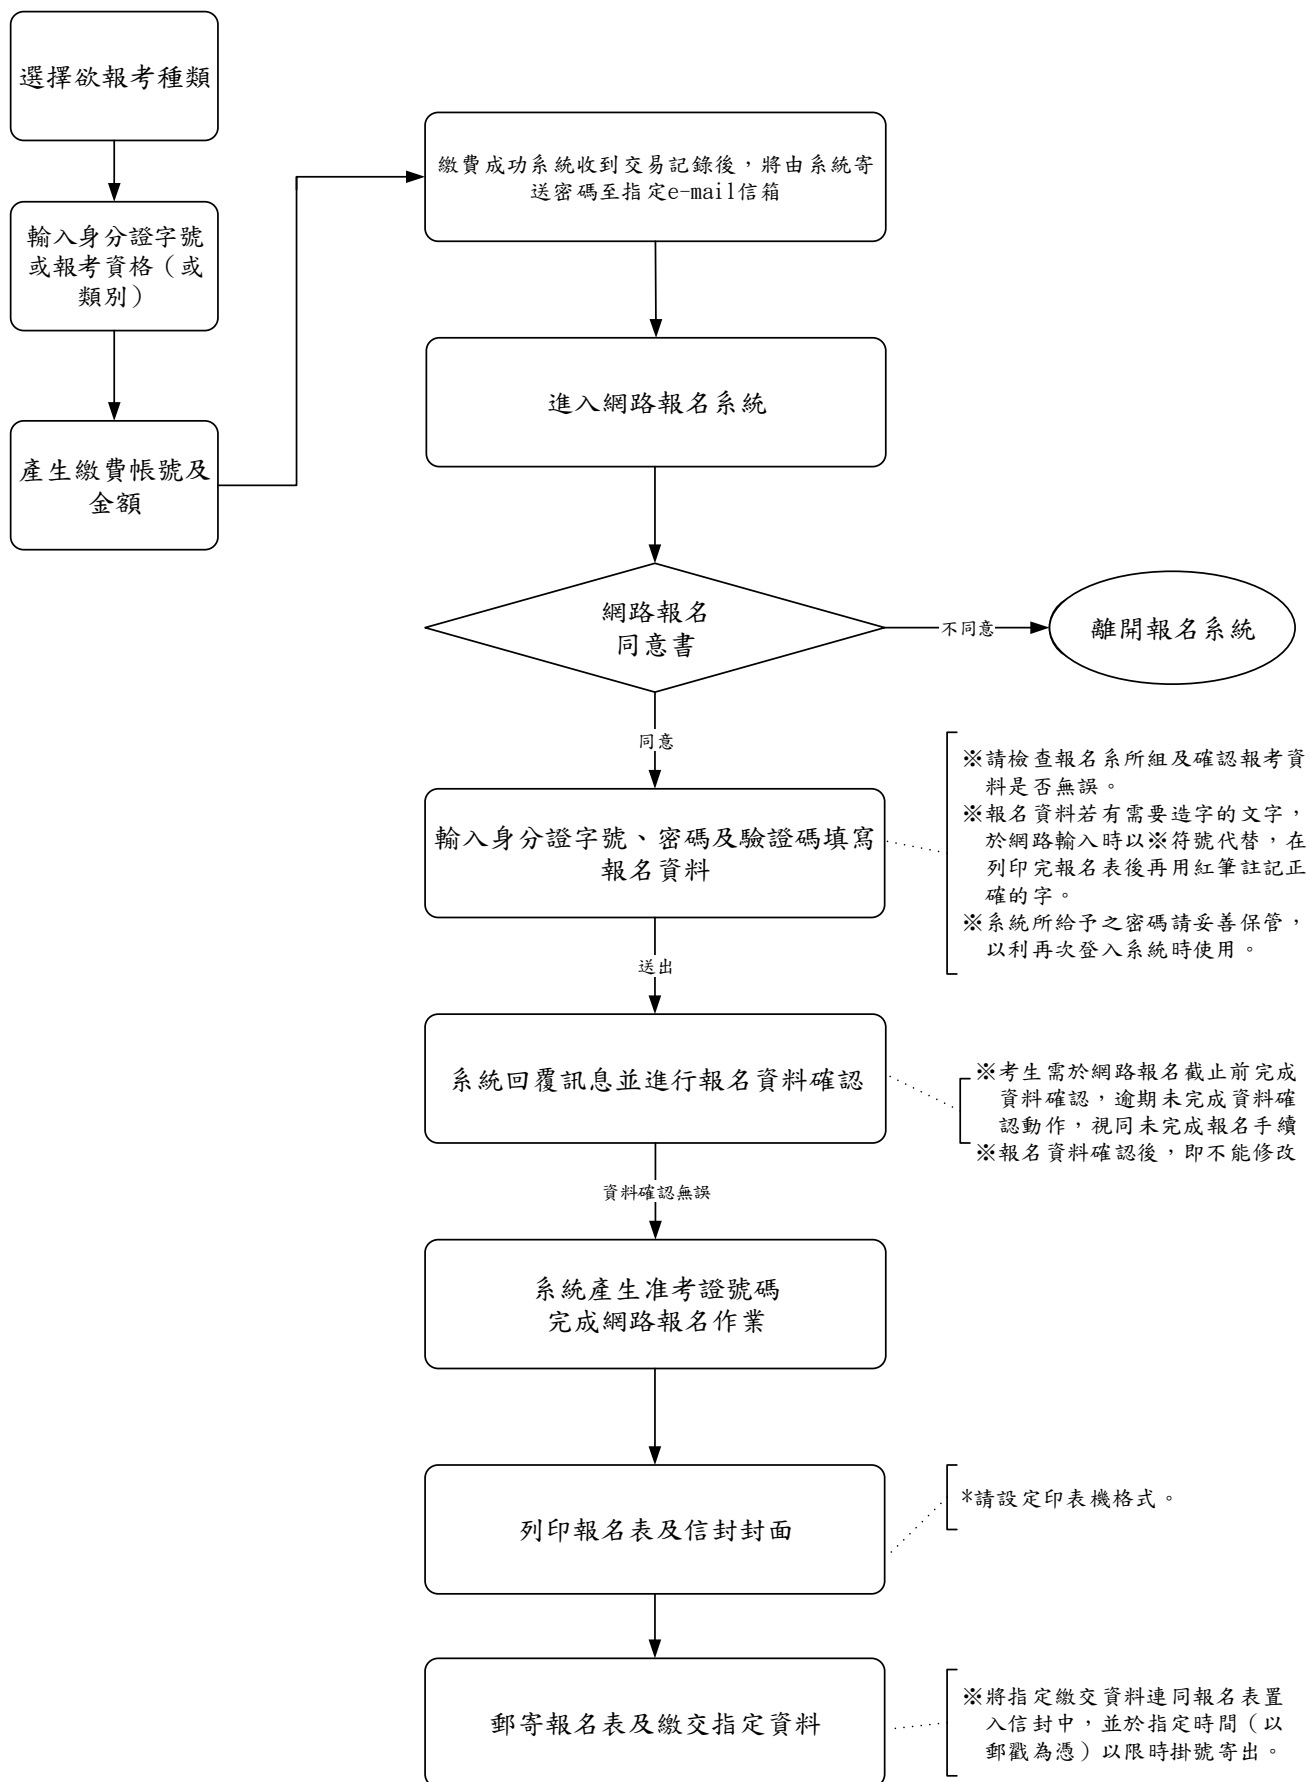 選擇欲報考種類
輸入身分證字號
或報考資格（或
類別）
產生繳費帳號及
金額
繳費成功系統收到交易記錄後，將由系統寄
送密碼至指定e-mail信箱
進入網路報名系統
網路報名
同意書
不同意
離開報名系統
同意
輸入身分證字號、密碼及驗證碼填寫
報名資料
※請檢查報名系所組及確認報考資
料是否無誤。
※報名資料若有需要造字的文字，
於網路輸入時以※符號代替，在
列印完報名表後再用紅筆註記正
確的字。
※系統所給予之密碼請妥善保管，
以利再次登入系統時使用。
送出
系統回覆訊息並進行報名資料確認
※考生需於網路報名截止前完成
資料確認，逾期未完成資料確
認動作，視同未完成報名手續
※報名資料確認後，即不能修改
資料確認無誤
系統產生准考證號碼
完成網路報名作業
列印報名表及信封封面
*請設定印表機格式。
郵寄報名表及繳交指定資料
※將指定繳交資料連同報名表置
入信封中，並於指定時間（以
郵戳為憑）以限時掛號寄出。